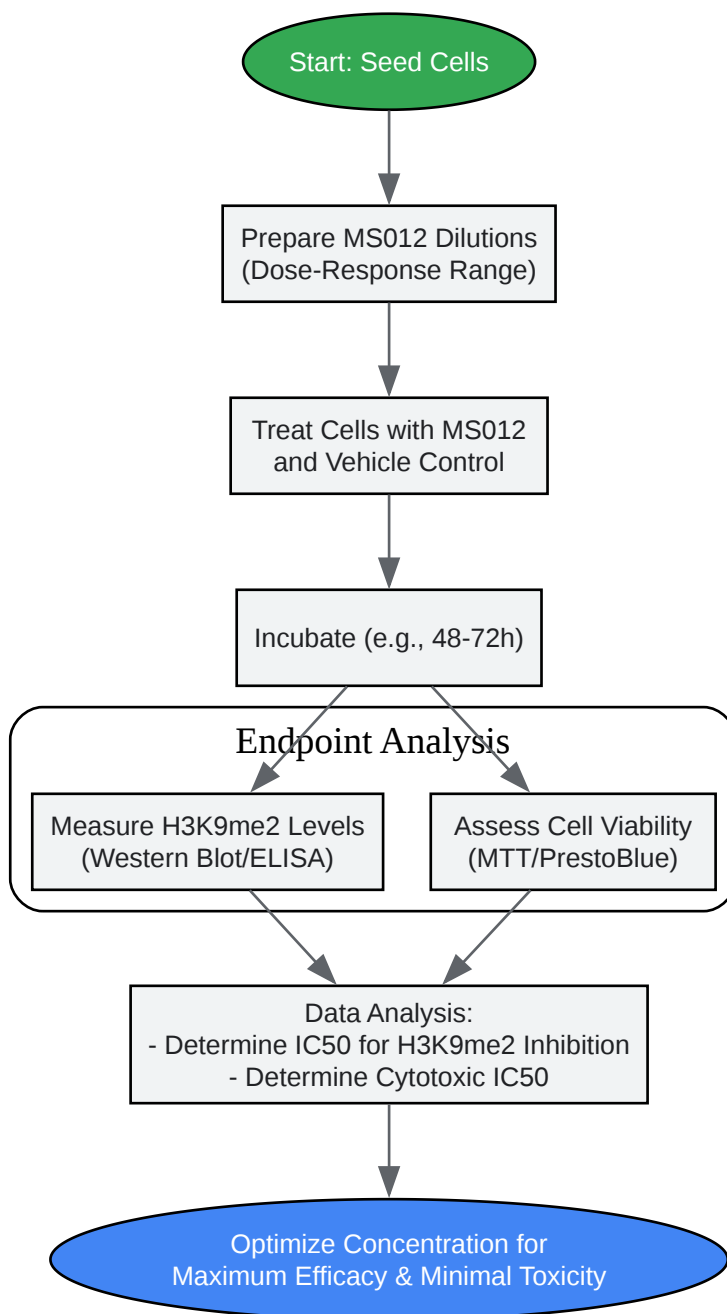 Start: Seed Cells
Prepare MS012 Dilutions
(Dose-Response Range)
Treat Cells with MS012
and Vehicle Control
Incubate (e.g., 48-72h)
Endpoint Analysis
Measure H3K9me2 Levels
(Western Blot/ELISA)
Assess Cell Viability
(MTT/PrestoBlue)
Data Analysis:
- Determine IC50 for H3K9me2 Inhibition
- Determine Cytotoxic IC50
Optimize Concentration for
Maximum Efficacy & Minimal Toxicity